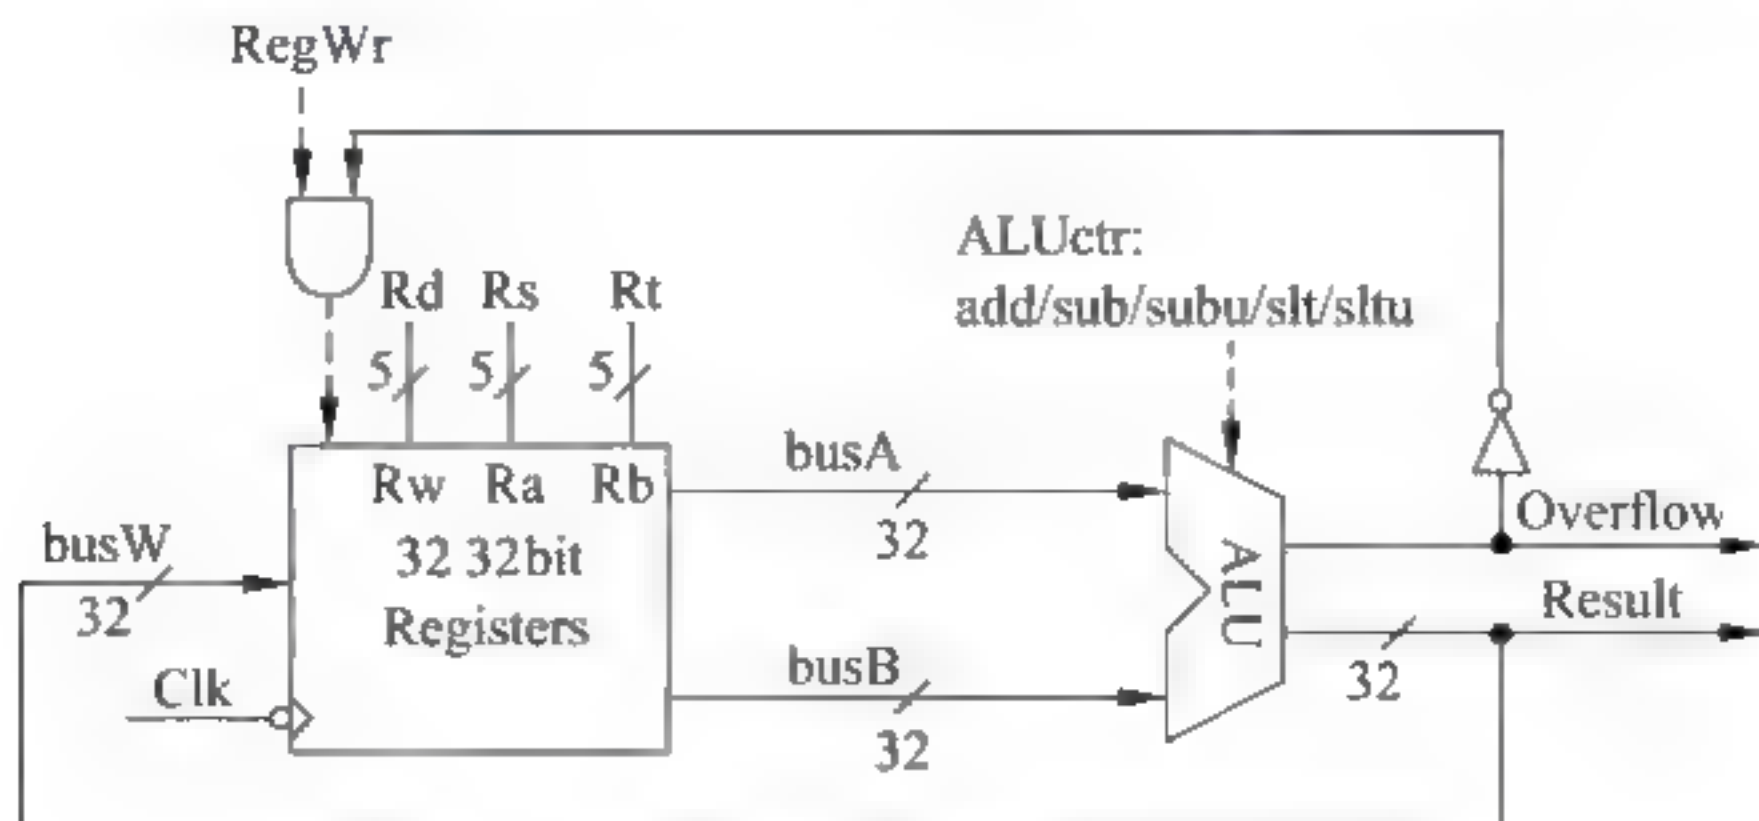 RegWr
ALUctr:
add/sub/subu/slt/sltu
Rd Rs Rt
5 5 5
busA
32
Rw Ra Rb
32 32bit
Registers
busW
32
Clk
busB
32
ALU
Overflow
Result
32